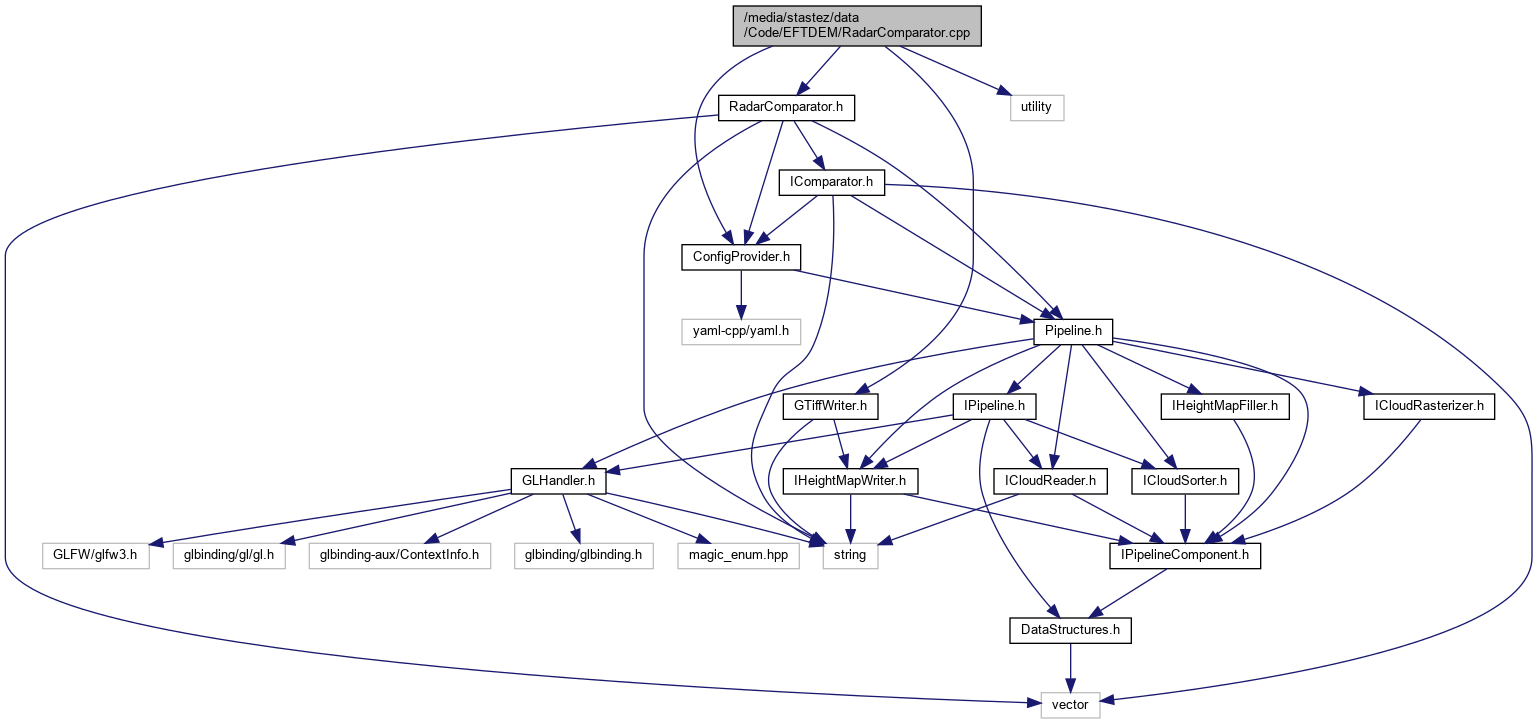 /media/stastez/data
/Code/EFTDEM/RadarComparator.cpp
RadarComparator.h
utility
IComparator.h
ConfigProvider.h
yaml-cpp/yaml.h
Pipeline.h
GTiffWriter.h
IPipeline.h
IHeightMapFiller.h
ICloudRasterizer.h
GLHandler.h
IHeightMapWriter.h
ICloudReader.h
ICloudSorter.h
GLFW/glfw3.h
glbinding/gl/gl.h
glbinding-aux/ContextInfo.h
glbinding/glbinding.h
magic_enum.hpp
string
IPipelineComponent.h
DataStructures.h
vector